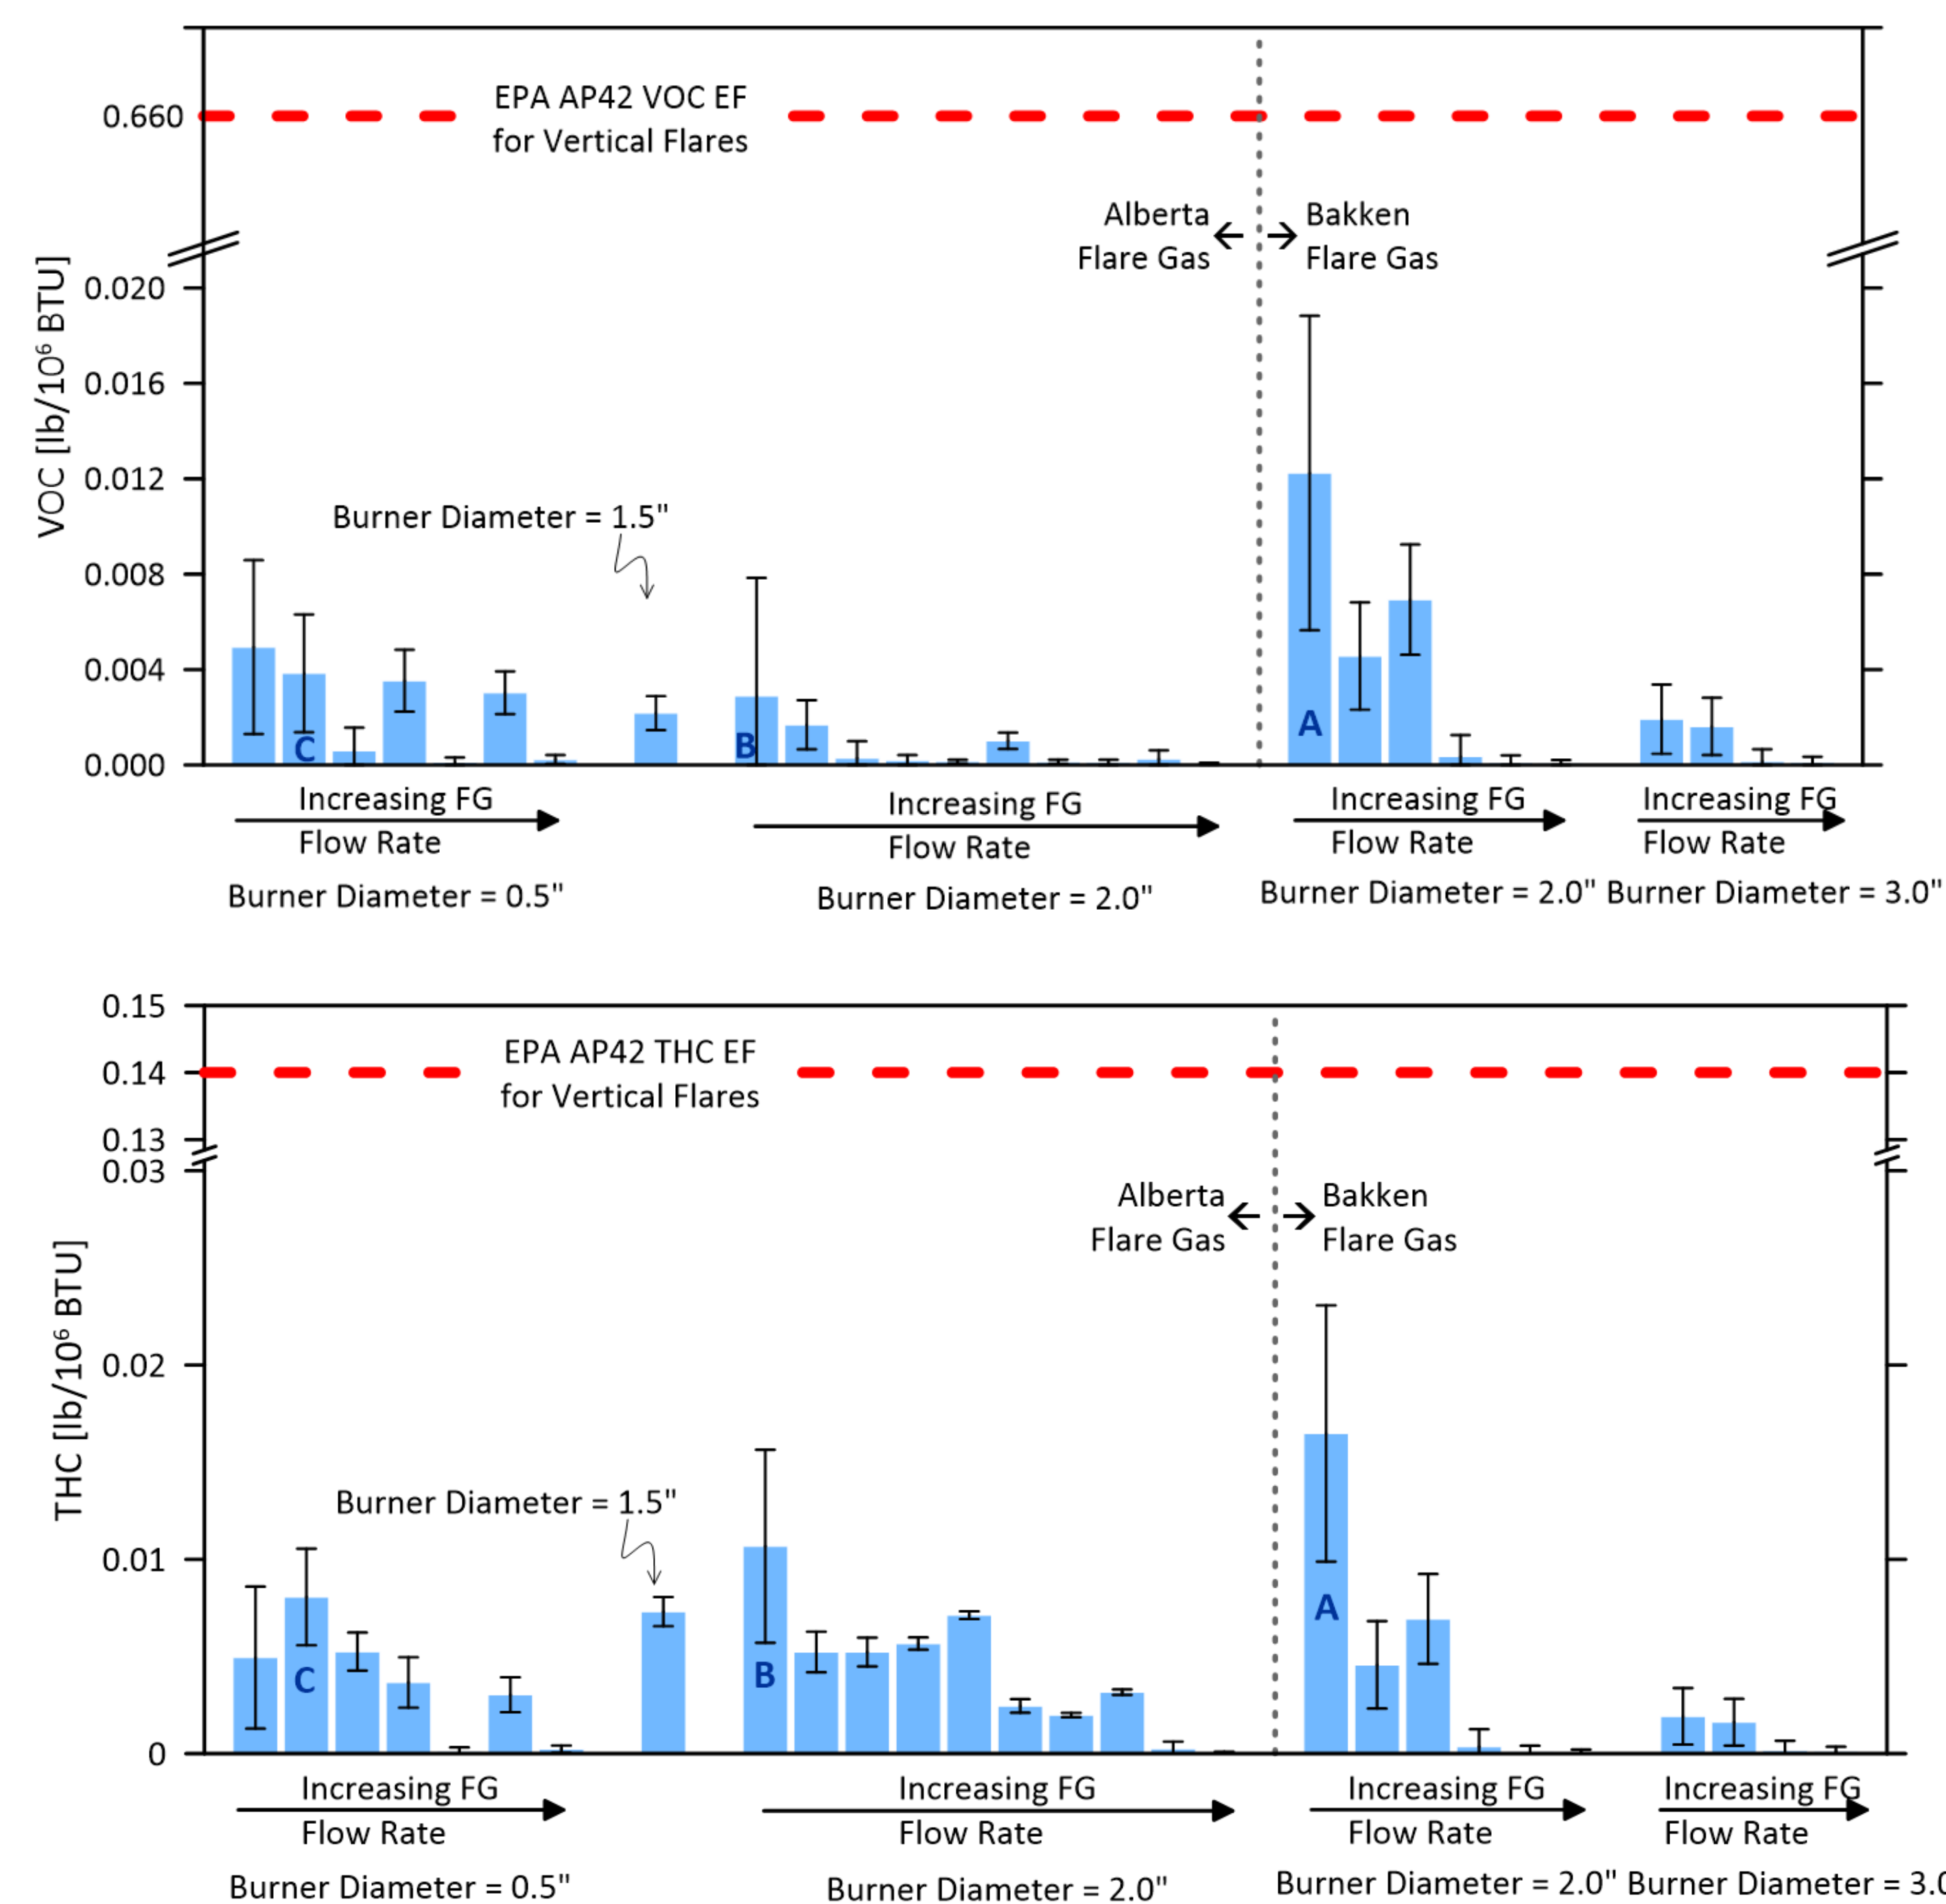 EPA AP42 VOC EF
for Vertical Flares
0.660
Alberta
Flare Gas
Bakken
Flare Gas
VOC [lb/10⁶ BTU]
0.020
0.016
0.012
0.008
0.004
0.000
Burner Diameter = 1.5"
C
B
A
Increasing FG
Flow Rate
Burner Diameter = 0.5"
Increasing FG
Flow Rate
Burner Diameter = 2.0"
Increasing FG
Flow Rate
Burner Diameter = 2.0"
Increasing FG
Flow Rate
Burner Diameter = 3.0"
0.15
EPA AP42 THC EF
for Vertical Flares
0.14
0.13
0.03
Alberta
Flare Gas
Bakken
Flare Gas
THC [lb/10⁶ BTU]
0.02
0.01
0
Burner Diameter = 1.5"
C
B
A
Increasing FG
Flow Rate
Burner Diameter = 0.5"
Increasing FG
Flow Rate
Burner Diameter = 2.0"
Increasing FG
Flow Rate
Burner Diameter = 2.0"
Increasing FG
Flow Rate
Burner Diameter = 3.0